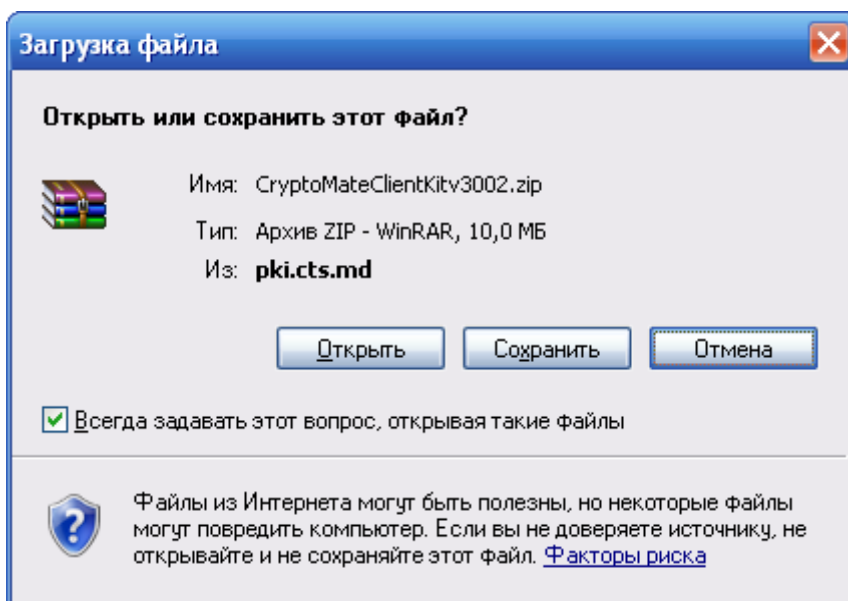 Загрузка файла
Открыть или сохранить этот файл?
Имя: CryptoMateClientKitv3002.zip
Тип: Архив ZIP - WinRAR, 10,0 МБ
Из: pki.cts.md
Открыть Сохранить Отмена
Всегда задавать этот вопрос, открывая такие файлы
Файлы из Интернета могут быть полезны, но некоторые файлы
могут повредить компьютер. Если вы не доверяете источнику, не
открывайте и не сохраняйте этот файл. Факторы риска